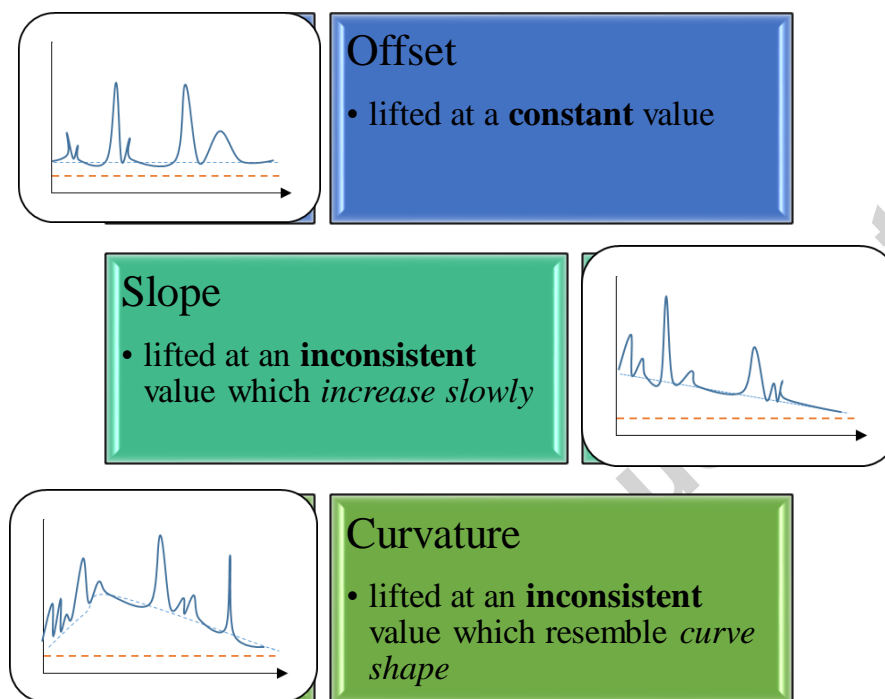 Offset
• lifted at a constant value
Slope
• lifted at an inconsistent
value which increase slowly
Curvature
• lifted at an inconsistent
value which resemble curve
shape